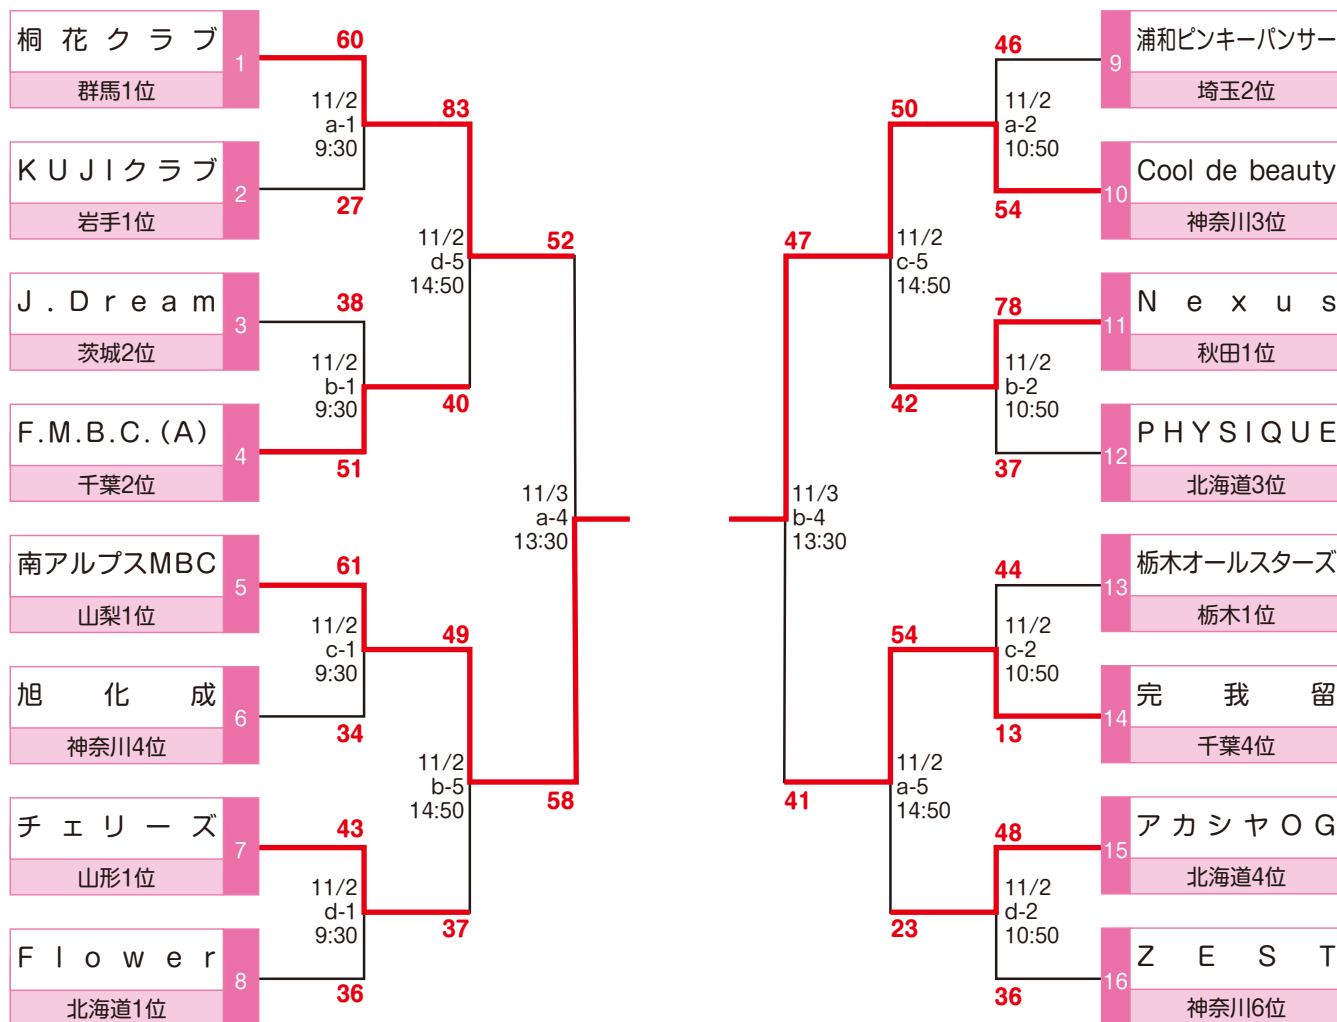 桐花クラブ
1
群馬1位
KUJIクラブ
2
岩手1位
J.Dream
3
茨城2位
F.M.B.C.(A)
4
千葉2位
南アルプスMBC
5
山梨1位
旭化成
6
神奈川4位
チェリーズ
7
山形1位
Flower
8
北海道1位
60
11/2
a-1
9:30
27
38
11/2
b-1
9:30
51
61
11/2
c-1
9:30
34
43
11/2
d-1
9:30
36
83
11/2
d-5
14:50
40
49
11/2
b-5
14:50
37
52
11/3
a-4
13:30
58
47
11/3
b-4
13:30
41
50
11/2
c-5
14:50
42
54
11/2
a-5
14:50
23
46
11/2
a-2
10:50
54
78
11/2
b-2
10:50
37
44
11/2
c-2
10:50
13
48
11/2
d-2
10:50
36
浦和ピンキーパンサー
9
埼玉2位
Cool de beauty
10
神奈川3位
Nexus
11
秋田1位
PHYSIQUE
12
北海道3位
栃木オールスターズ
13
栃木1位
完我留
14
千葉4位
アカシヤOG
15
北海道4位
ZEST
16
神奈川6位